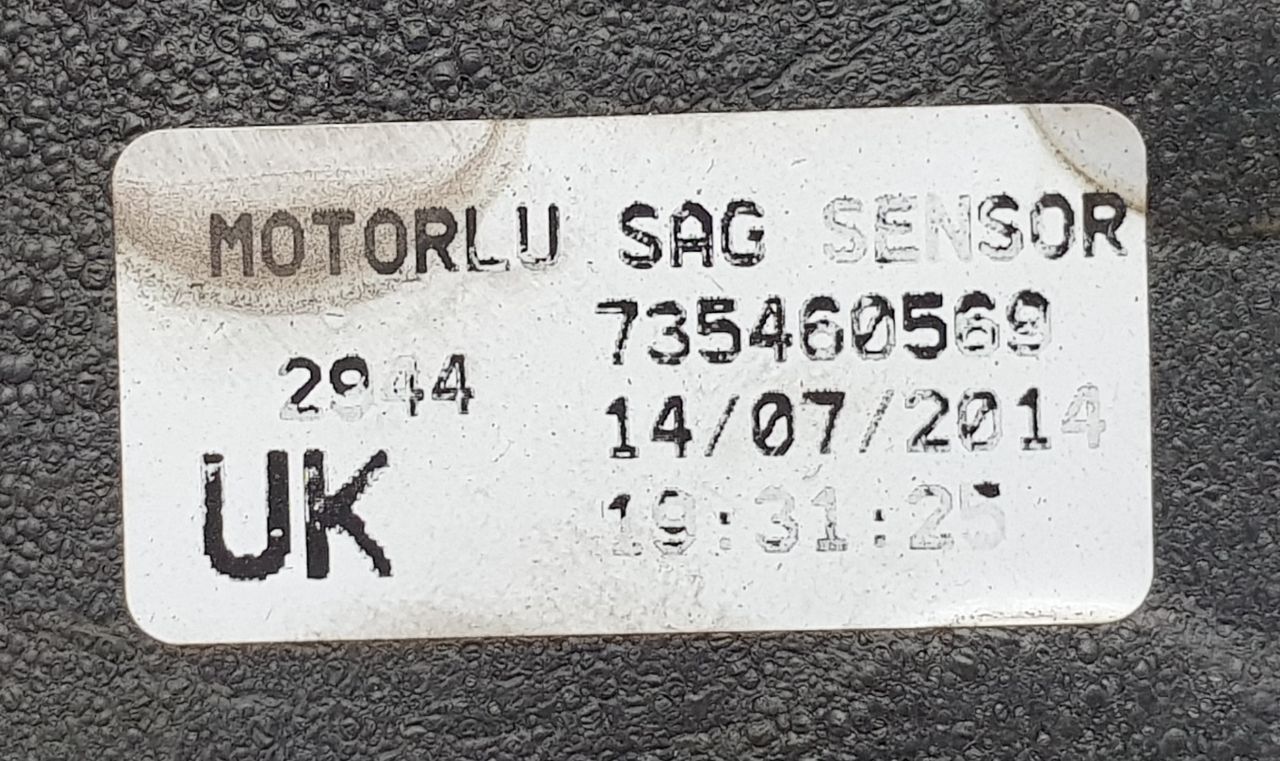 MOTORLU SAG SENSOR
735460569
2944
14/07/2014
UK
19:31:25